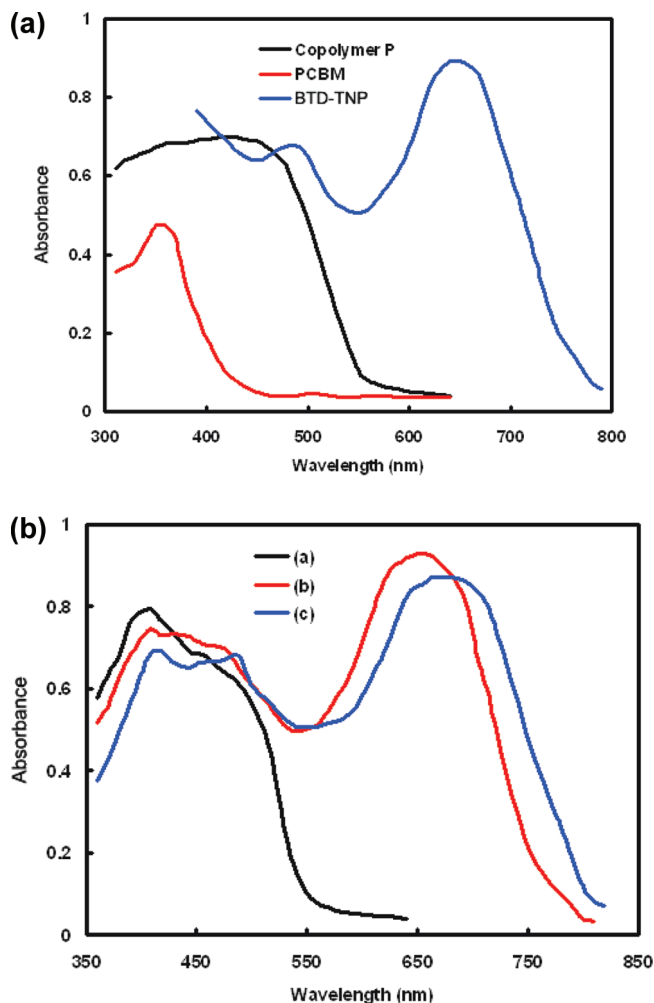 (a)
1
0.8
0.6
0.4
0.2
0
Absorbance
Copolymer P
PCBM
BTD-TNP
300 400 500 600 700 800
Wavelength (nm)
(b)
1
0.8
0.6
0.4
0.2
0
Absorbance
(a)
(b)
(c)
350 450 550 650 750 850
Wavelength (nm)